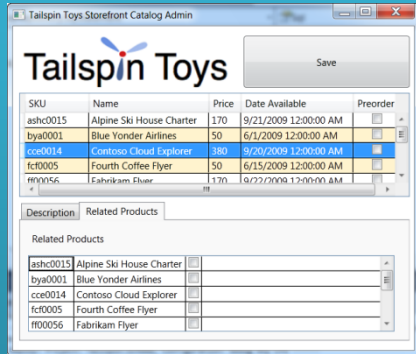 Tailspin Toys Storefront Catalog Admin
Tailspin Toys
Save
SKU Name Price Date Available Preorder
ashc0015 Alpine Ski House Charter 170 9/21/2009 12:00:00 AM
bya0001 Blue Yonder Airlines 50 6/1/2009 12:00:00 AM
cce0014 Contoso Cloud Explorer 380 9/20/2009 12:00:00 AM
fcf0005 Fourth Coffee Flyer 50 6/15/2009 12:00:00 AM
ff00056 Fabrikam Flyer 170 9/22/2009 12:00:00 AM
Description Related Products
Related Products
ashc0015 Alpine Ski House Charter
bya0001 Blue Yonder Airlines
cce0014 Contoso Cloud Explorer
fcf0005 Fourth Coffee Flyer
ff00056 Fabrikam Flyer